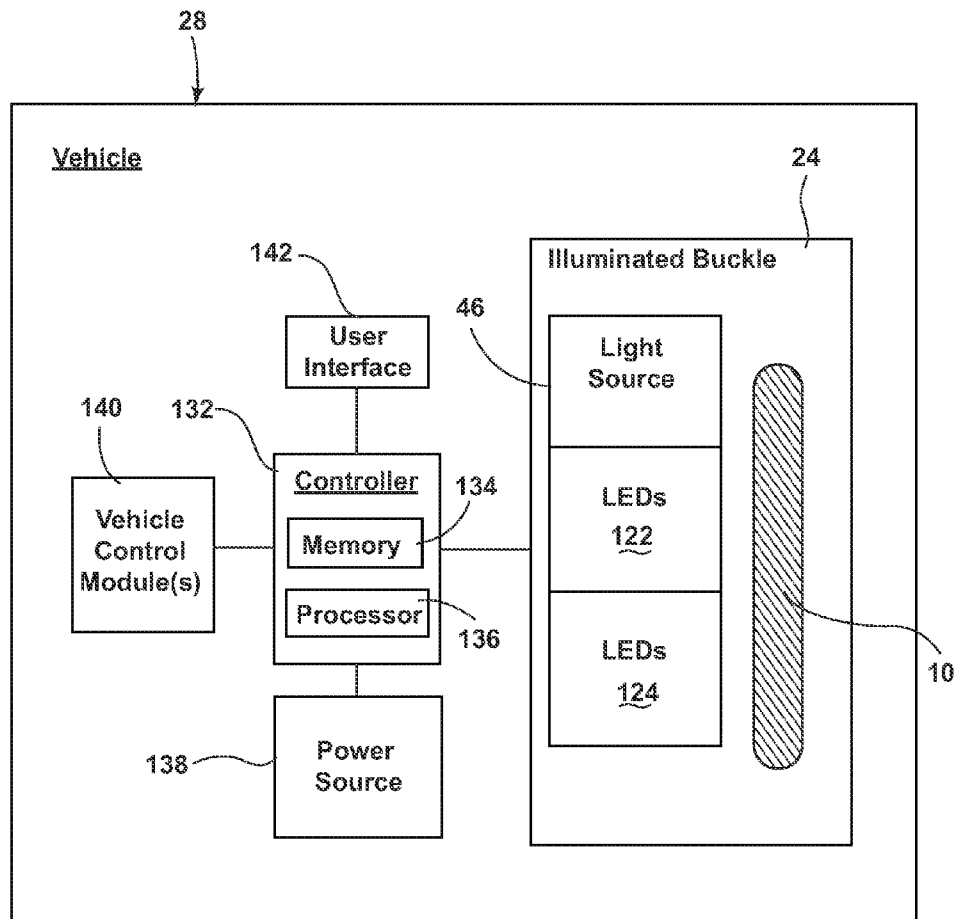 28
Vehicle
24
Illuminated Buckle
142
46
User
Interface
Light
Source
140
132
Controller
134
LEDs
122
Vehicle
Control
Module(s)
Memory
Processor
136
LEDs
124
10
138
Power
Source